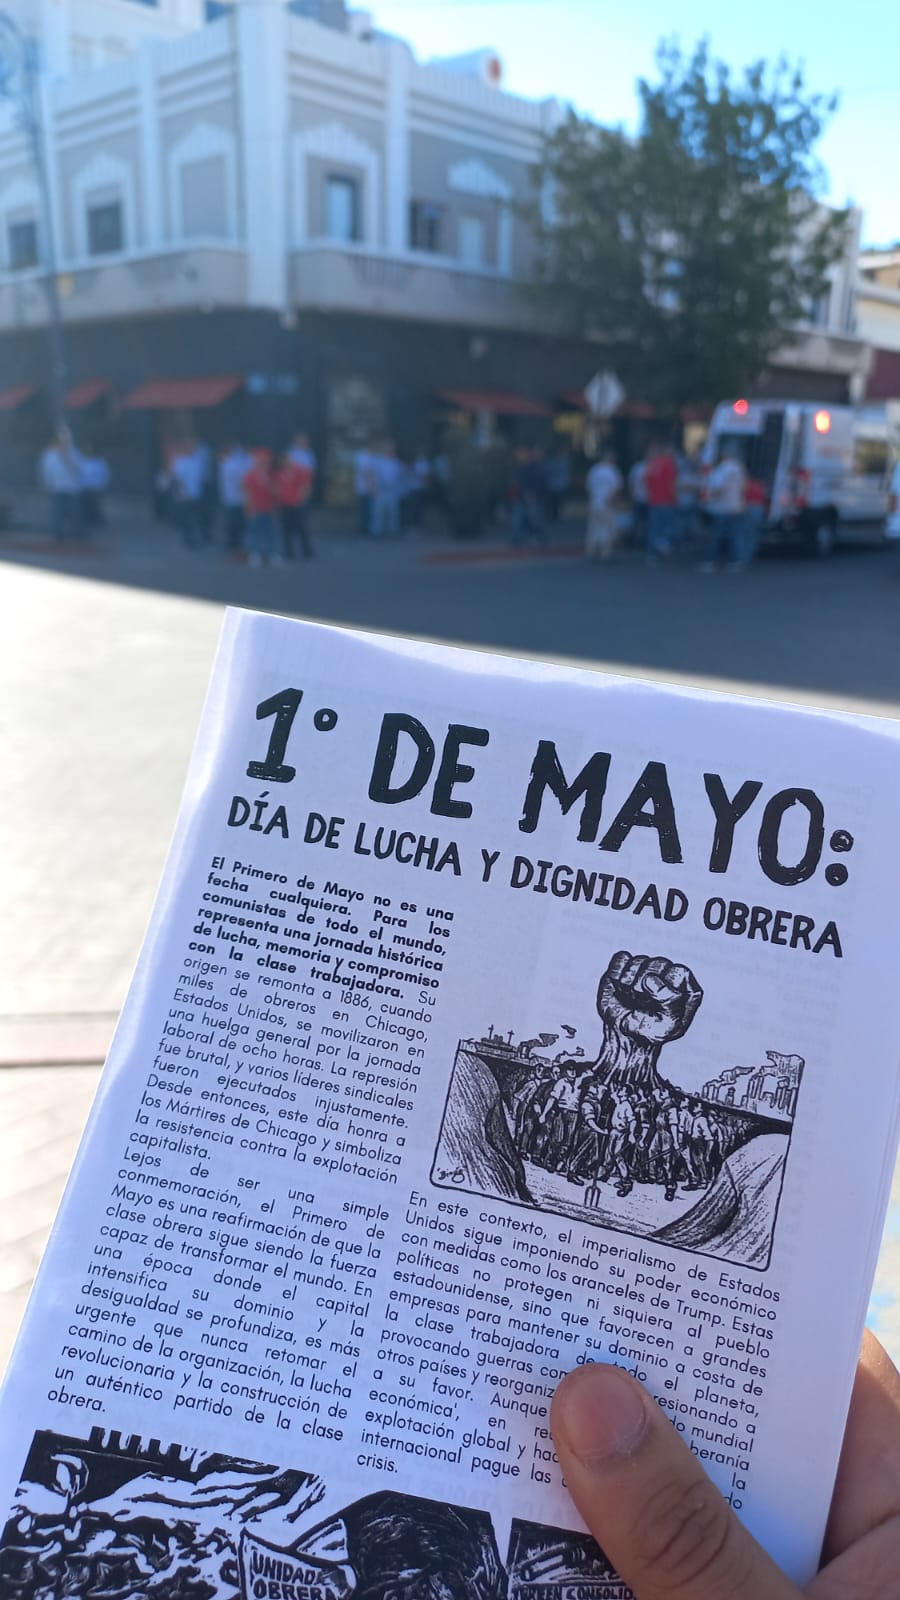 1° DE MAYO:
DÍA DE LUCHA Y DIGNIDAD OBRERA
El Primero de Mayo no es una
fecha cualquiera. Para los
comunistas de todo el mundo,
representa una jornada histórica
de lucha, memoria y compromiso
con la clase trabajadora. Su
origen se remonta a 1886, cuando
miles de obreros en Chicago,
Estados Unidos, se movilizaron en
una huelga general por la jornada
laboral de ocho horas. La represión
fue brutal, y varios líderes sindicales
fueron ejecutados injustamente.
Desde entonces, este día honra a
los Mártires de Chicago y simboliza
la resistencia contra la explotación
capitalista.
Lejos de ser una simple
conmemoración, el Primero de
Mayo es una reafirmación de que la
clase obrera sigue siendo la fuerza
capaz de transformar el mundo. En
una época donde el capital
intensifica su dominio y la
desigualdad se profundiza, es más
urgente que nunca retomar el
camino de la organización, la lucha
revolucionaria y la construcción de
un auténtico partido de la clase
obrera.
En este contexto, el imperialismo de Estados
Unidos sigue imponiendo su poder económico
con medidas como los aranceles de Trump. Estas
políticas no protegen ni siquiera al pueblo
estadounidense, sino que favorecen a grandes
empresas para mantener su dominio a costa de
la clase trabajadora de todo el planeta,
provocando guerras resionando a
otros países y mundial
a su favor. Aunque beranía
económica', en la
explotación global y do
internacional pague las
crisis.
UNIDAD
OBRERA